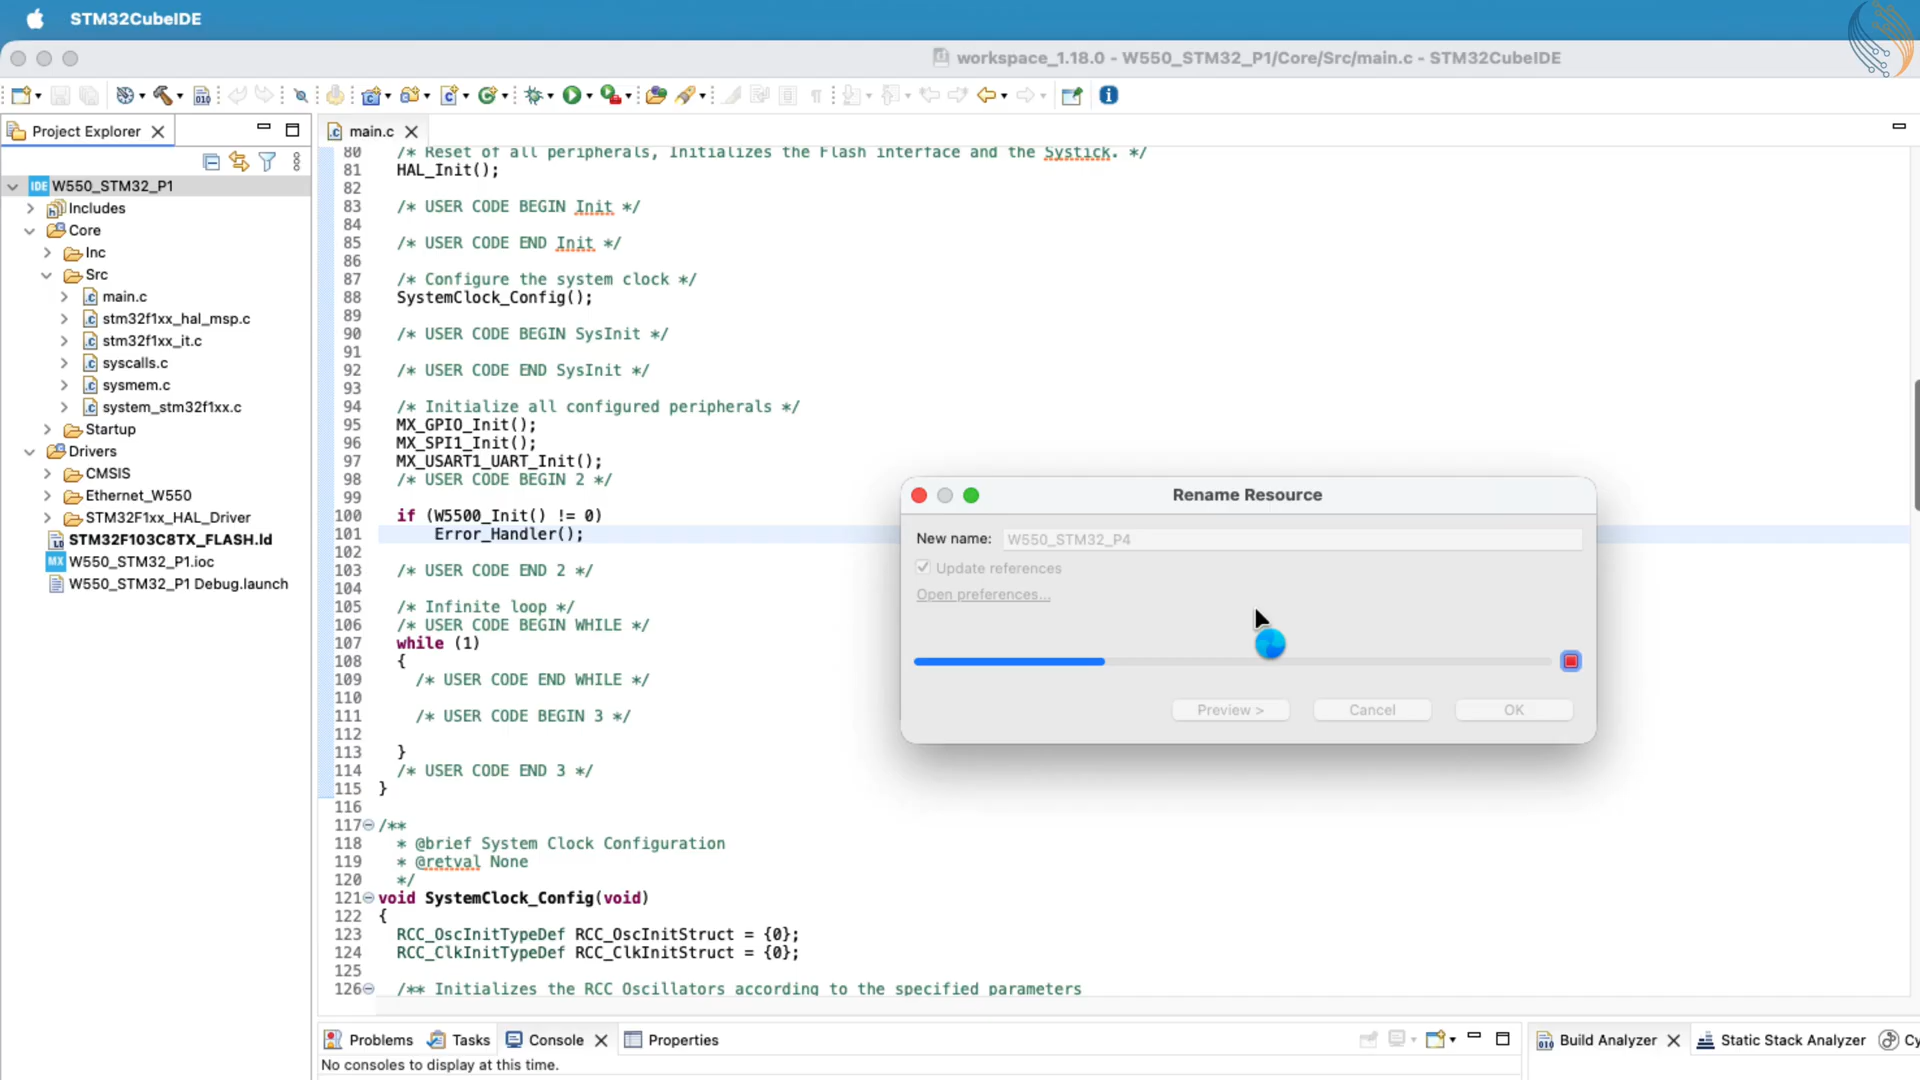 STM32CubeIDE
workspace_1.18.0 - W550_STM32_P1/Core/Src/main.c - STM32CubeIDE
Project Explorer
W550_STM32_P1
Includes
Core
Inc
Src
main.c
stm32f1xx_hal_msp.c
stm32f1xx_it.c
syscalls.c
sysmem.c
system_stm32f1xx.c
Startup
Drivers
CMSIS
Ethernet_W550
STM32F1xx_HAL_Driver
STM32F103C8TX_FLASH.ld
W550_STM32_P1.ioc
W550_STM32_P1 Debug.launch
main.c
80 /* Reset of all peripherals, Initializes the Flash interface and the Systick. */
81 HAL_Init();
82
83 /* USER CODE BEGIN Init */
84
85 /* USER CODE END Init */
86
87 /* Configure the system clock */
88 SystemClock_Config();
89
90 /* USER CODE BEGIN SysInit */
91
92 /* USER CODE END SysInit */
93
94 /* Initialize all configured peripherals */
95 MX_GPIO_Init();
96 MX_SPI1_Init();
97 MX_USART1_UART_Init();
98 /* USER CODE BEGIN 2 */
99
100 if (W5500_Init() != 0)
101 Error_Handler();
102
103 /* USER CODE END 2 */
104
105 /* Infinite loop */
106 /* USER CODE BEGIN WHILE */
107 while (1)
108 {
109 /* USER CODE END WHILE */
110
111 /* USER CODE BEGIN 3 */
112
113 }
114 /* USER CODE END 3 */
115 }
116
117 /**
118 * @brief System Clock Configuration
119 * @retval None
120 */
121 void SystemClock_Config(void)
122 {
123 RCC_OscInitTypeDef RCC_OscInitStruct = {0};
124 RCC_ClkInitTypeDef RCC_ClkInitStruct = {0};
125
126 /** Initializes the RCC Oscillators according to the specified parameters
Rename Resource
New name: W550_STM32_P4
Update references
Open preferences...
Preview > Cancel OK
Problems Tasks Console Properties
No consoles to display at this time.
Build Analyzer Static Stack Analyzer Cy